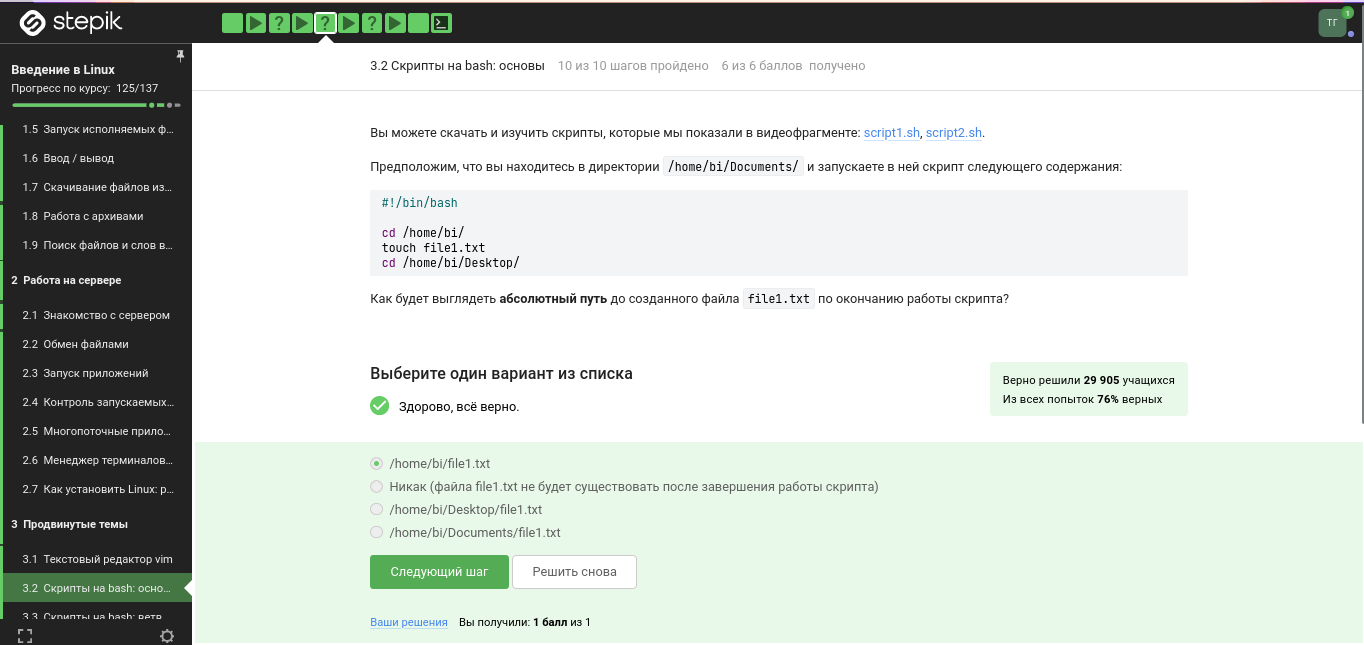 stepik
ТГ
1
Введение в Linux
Прогресс по курсу: 125/137
1.5 Запуск исполняемых ф...
1.6 Ввод / вывод
1.7 Скачивание файлов из...
1.8 Работа с архивами
1.9 Поиск файлов и слов в...
2 Работа на сервере
2.1 Знакомство с сервером
2.2 Обмен файлами
2.3 Запуск приложений
2.4 Контроль запускаемых...
2.5 Многопоточные прило...
2.6 Менеджер терминалов...
2.7 Как установить Linux: р...
3 Продвинутые темы
3.1 Текстовый редактор vim
3.2 Скрипты на bash: осно...
3.3 Скрипты на bash: ветв
3.2 Скрипты на bash: основы 10 из 10 шагов пройдено 6 из 6 баллов получено
Вы можете скачать и изучить скрипты, которые мы показали в видеофрагменте: script1.sh, script2.sh.
Предположим, что вы находитесь в директории /home/bi/Documents/ и запускаете в ней скрипт следующего содержания:
#!/bin/bash
cd /home/bi/
touch file1.txt
cd /home/bi/Desktop/
Как будет выглядеть абсолютный путь до созданного файла file1.txt по окончанию работы скрипта?
Выберите один вариант из списка
Здорово, всё верно.
Верно решили 29 905 учащихся
Из всех попыток 76% верных
/home/bi/file1.txt
Никак (файла file1.txt не будет существовать после завершения работы скрипта)
/home/bi/Desktop/file1.txt
/home/bi/Documents/file1.txt
Следующий шаг
Решить снова
Ваши решения Вы получили: 1 балл из 1